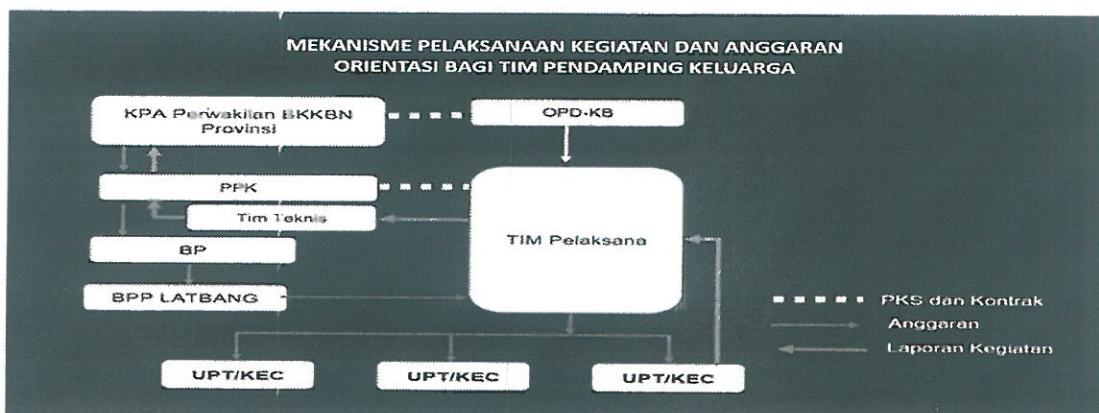 MEKANISME PELAKSANAAN KEGIATAN DAN ANGGARAN
ORIENTASI BAGI TIM PENDAMPING KELUARGA
KPA Perwakilan BKKBN
Provinsi
OPD-KB
PPK
Tim Teknis
TIM Pelaksana
BP
BPP LATBANG
PKS dan Kontrak
Anggaran
Laporan Kegiatan
UPT/KEC
UPT/KEC
UPT/KEC